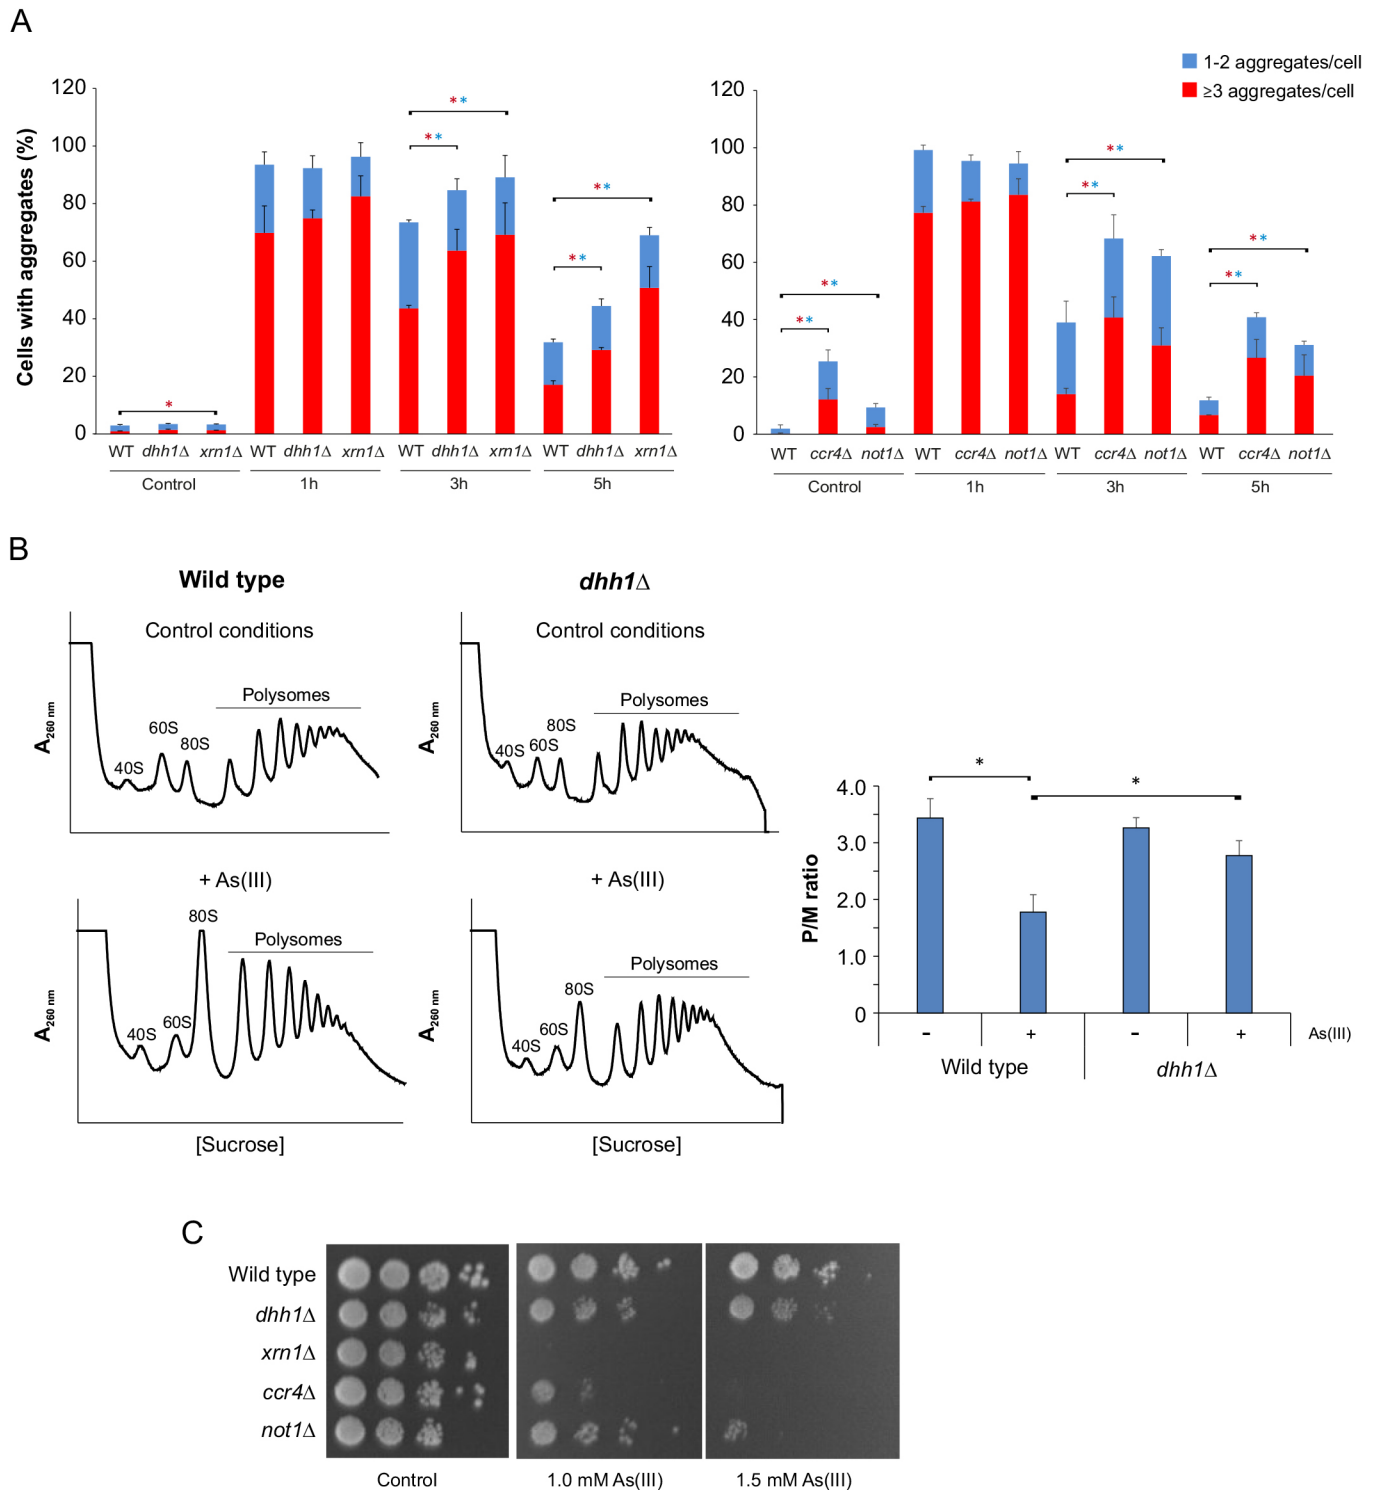 A
1-2 aggregates/cell
≥3 aggregates/cell
Cells with aggregates (%)
120
100
80
60
40
20
0
* *
* *
* *
* *
*
WT dhh1Δ xrn1Δ WT dhh1Δ xrn1Δ WT dhh1Δ xrn1Δ WT dhh1Δ xrn1Δ
Control 1h 3h 5h
120
100
80
60
40
20
0
* *
* *
* *
* *
* *
* *
WT ccr4Δ not1Δ WT ccr4Δ not1Δ WT ccr4Δ not1Δ WT ccr4Δ not1Δ
Control 1h 3h 5h
B
Wild type
Control conditions
Polysomes
60S
80S
40S
A260 nm
dhh1Δ
Control conditions
Polysomes
80S
40S
60S
A260 nm
+ As(III)
80S
Polysomes
60S
40S
A260 nm
[Sucrose]
+ As(III)
Polysomes
80S
60S
40S
A260 nm
[Sucrose]
P/M ratio
4.0
3.0
2.0
1.0
0
*
*
- + - + As(III)
Wild type dhh1Δ
C
Wild type
dhh1Δ
xrn1Δ
ccr4Δ
not1Δ
Control 1.0 mM As(III) 1.5 mM As(III)